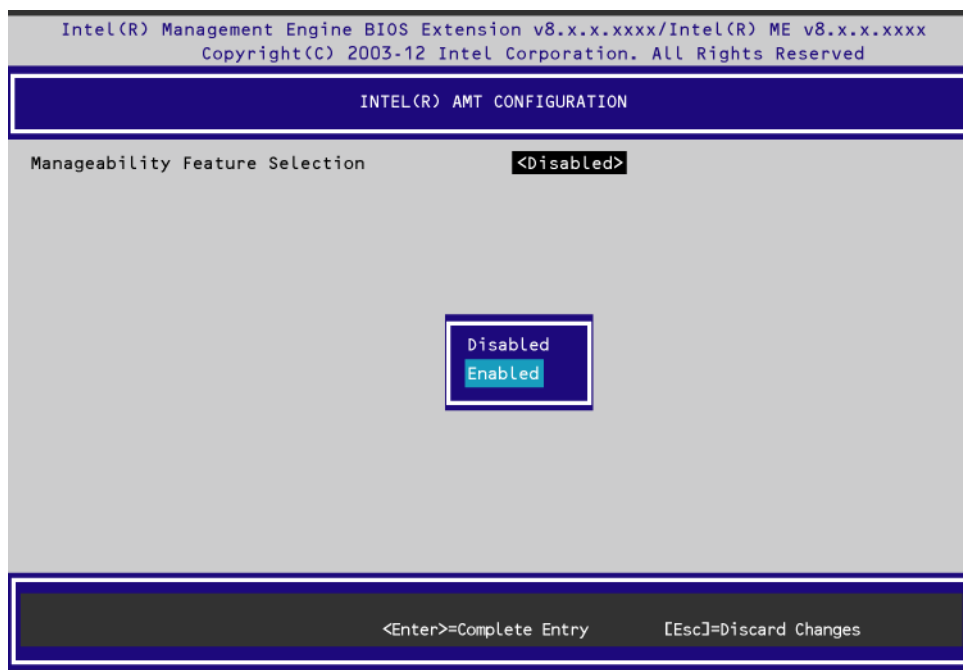 Intel(R) Management Engine BIOS Extension v8.x.x.xxxx/Intel(R) ME v8.x.x.xxxx
Copyright(C) 2003-12 Intel Corporation. All Rights Reserved
INTEL(R) AMT CONFIGURATION
Manageability Feature Selection <Disabled>
Disabled
Enabled
<Enter>=Complete Entry [Esc]=Discard Changes